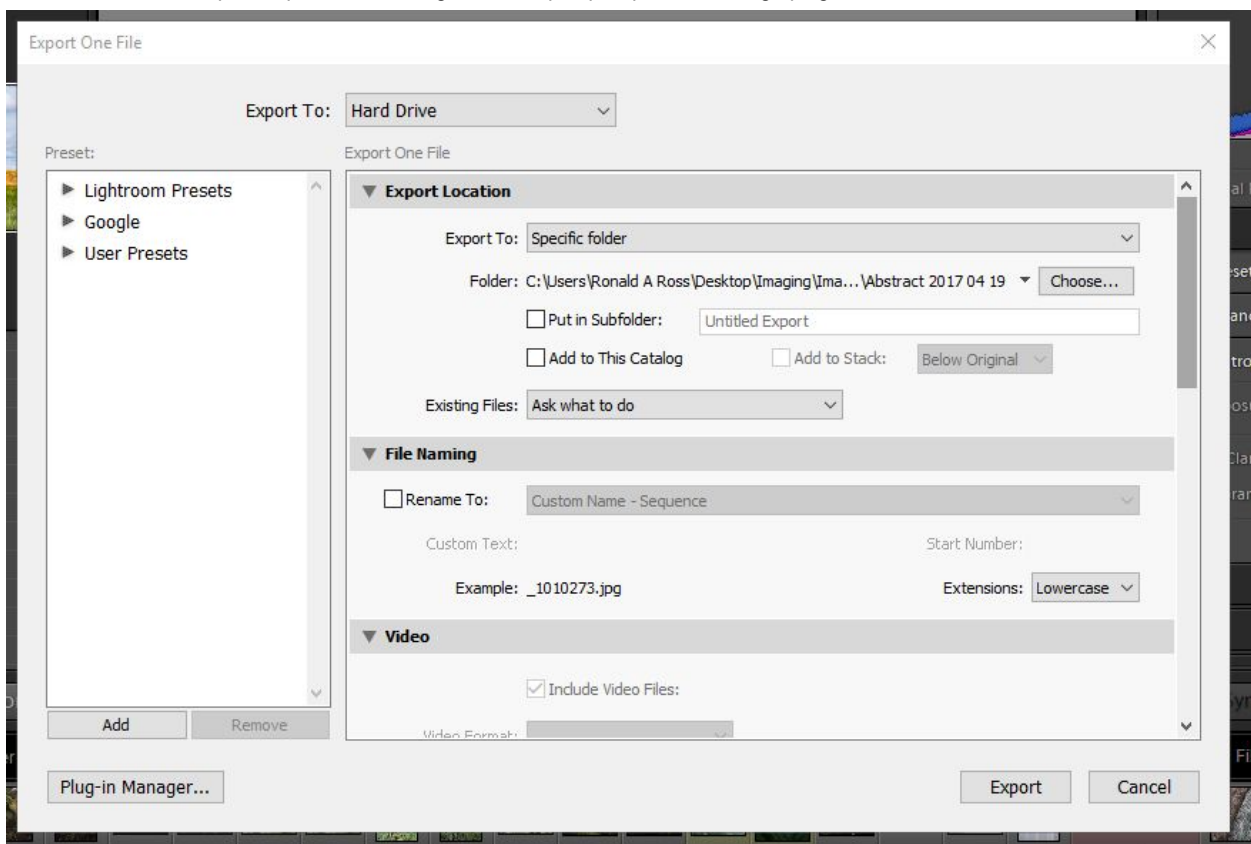 Export One File
Export To: Hard Drive
Preset:
Export One File
Lightroom Presets
Google
User Presets
Export Location
Export To: Specific folder
Folder: C:\Users\Ronald A Ross\Desktop\Imaging\Ima...\Abstract 2017 04 19 Choose...
Put in Subfolder: Untitled Export
Add to This Catalog Add to Stack: Below Original
Existing Files: Ask what to do
File Naming
Rename To: Custom Name - Sequence
Custom Text: Start Number:
Example: _1010273.jpg Extensions: Lowercase
Video
Include Video Files:
Video Format:
Add Remove
Plug-in Manager... Export Cancel